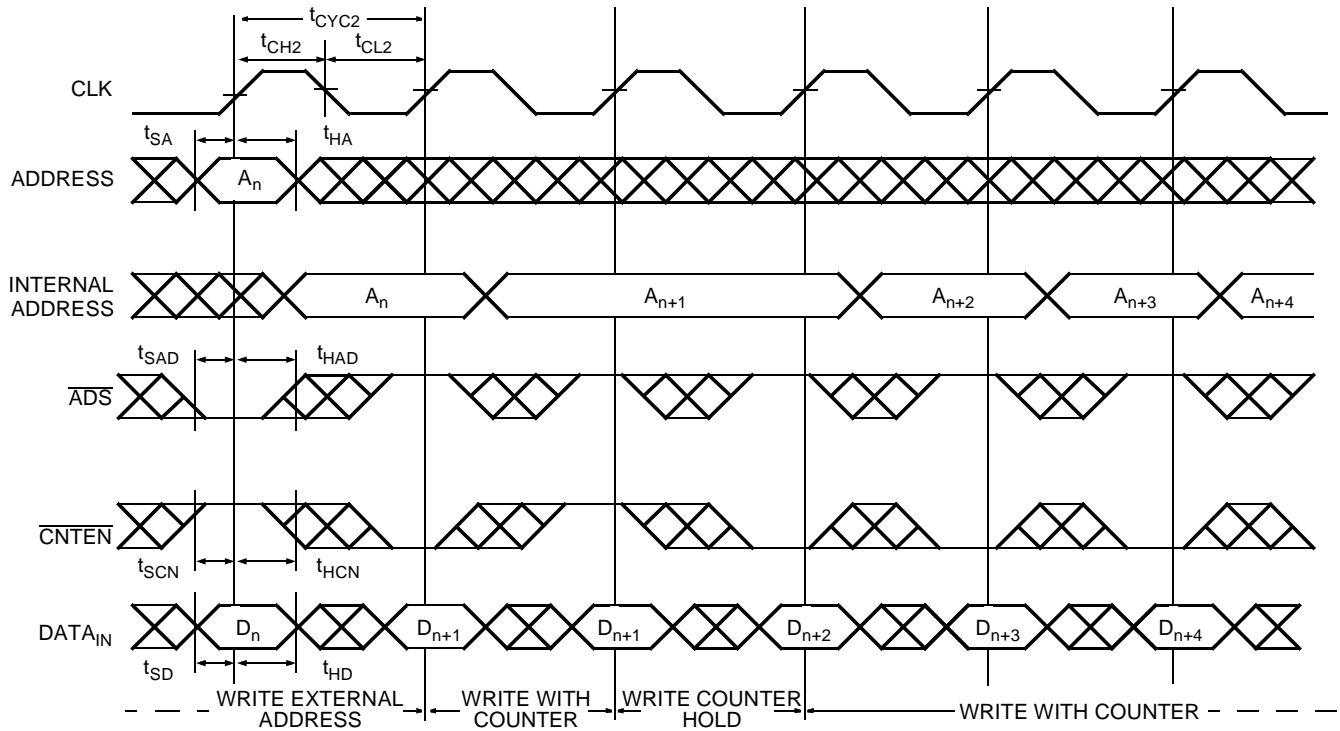 tCYC2
tCH2 tCL2
CLK
tSA tHA
ADDRESS An
INTERNAL
ADDRESS
An An+1 An+2 An+3 An+4
tSAD tHAD
ADS
CNTEN
tSCN tHCN
DATAIN Dn Dn+1 Dn+1 Dn+2 Dn+3 Dn+4
tSD tHD
WRITE EXTERNAL
ADDRESS
WRITE WITH
COUNTER
WRITE COUNTER
HOLD
WRITE WITH COUNTER